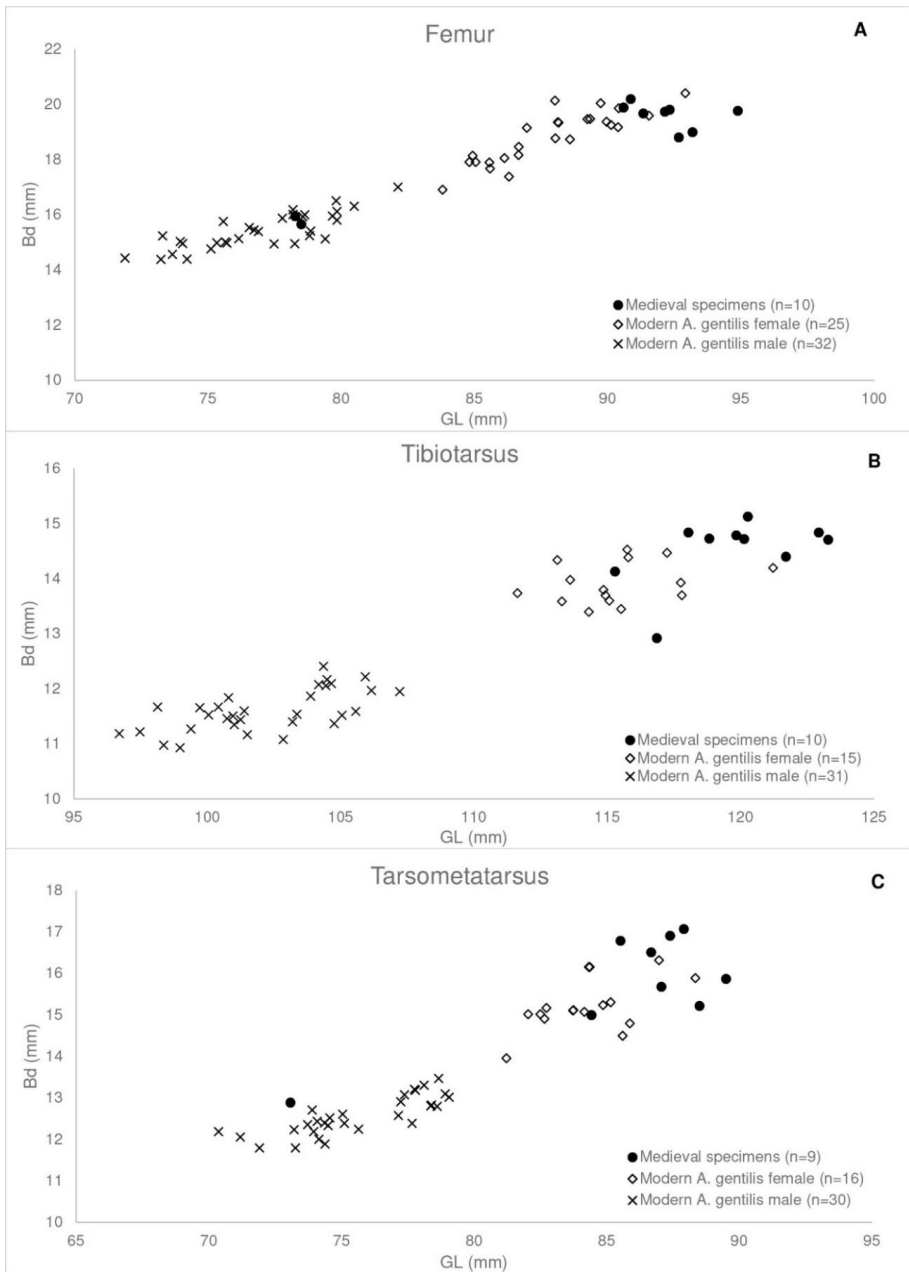 Femur
A
22
20
18
16
14
12
10
Bd (mm)
Medieval specimens (n=10)
Modern A. gentilis female (n=25)
Modern A. gentilis male (n=32)
70 75 80 85 90 95 100
GL (mm)
Tibiotarsus
B
16
15
14
13
12
11
10
Bd (mm)
Medieval specimens (n=10)
Modern A. gentilis female (n=15)
Modern A. gentilis male (n=31)
95 100 105 110 115 120 125
GL (mm)
Tarsometatarsus
C
18
17
16
15
14
13
12
11
10
Bd (mm)
Medieval specimens (n=9)
Modern A. gentilis female (n=16)
Modern A. gentilis male (n=30)
65 70 75 80 85 90 95
GL (mm)